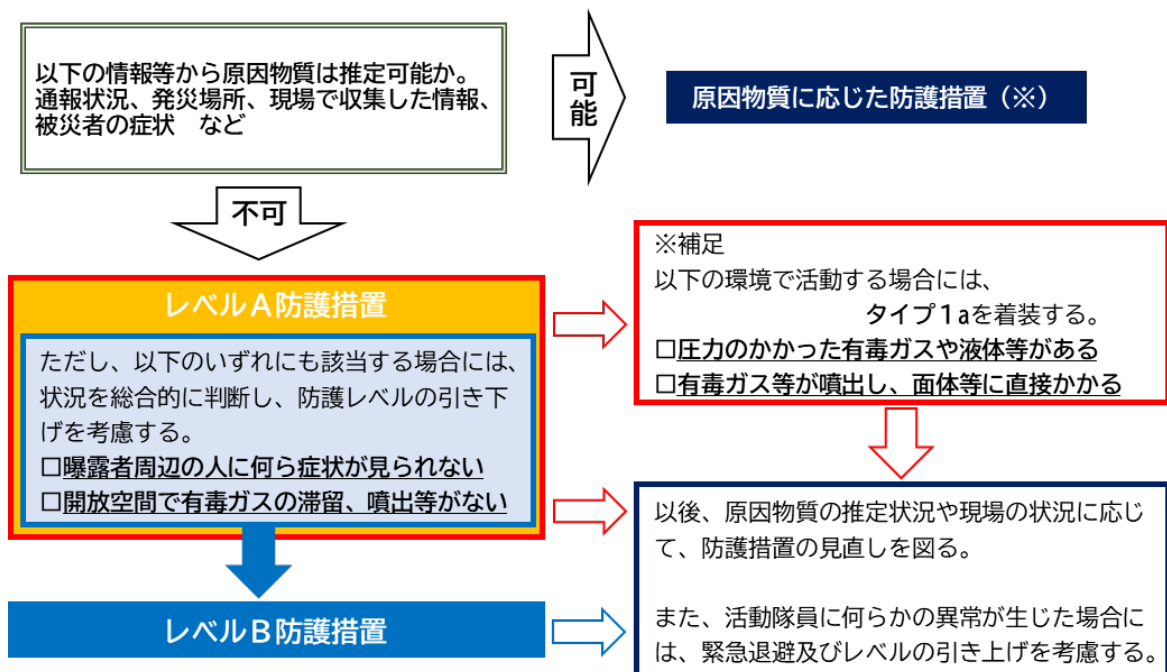 以下の情報等から原因物質は推定可能か。
通報状況、発災場所、現場で収集した情報、
被災者の症状　など
可能
原因物質に応じた防護措置（※）
不可
レベルＡ防護措置
ただし、以下のいずれにも該当する場合には、
状況を総合的に判断し、防護レベルの引き下
げを考慮する。
□曝露者周辺の人に何ら症状が見られない
□開放空間で有毒ガスの滞留、噴出等がない
※補足
以下の環境で活動する場合には、
タイプ１aを着装する。
□圧力のかかった有毒ガスや液体等がある
□有毒ガス等が噴出し、面体等に直接かかる
レベルＢ防護措置
以後、原因物質の推定状況や現場の状況に応じ
て、防護措置の見直しを図る。
また、活動隊員に何らかの異常が生じた場合に
は、緊急退避及びレベルの引き上げを考慮する。